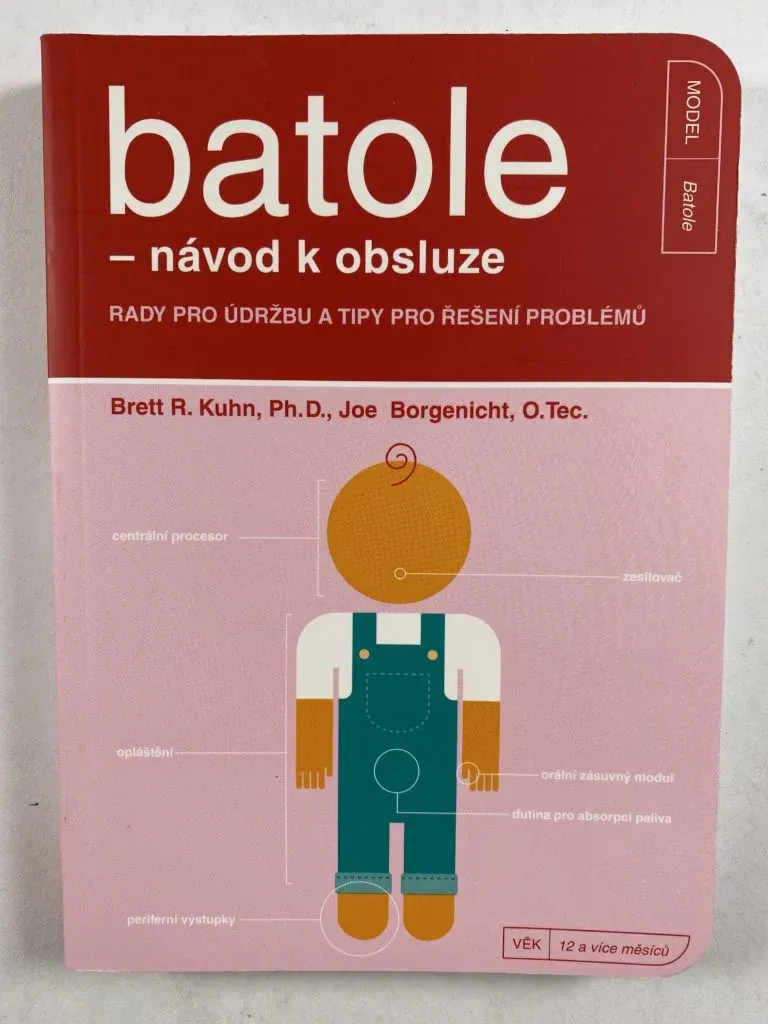 MODEL
Batole
batole
– návod k obsluze
RADY PRO ÚDRŽBU A TIPY PRO ŘEŠENÍ PROBLÉMŮ
Brett R. Kuhn, Ph.D., Joe Borgenicht, O.Tec.
centrální procesor
zesilovač
opláštění
orální zásuvný modul
dutina pro absorpci paliva
periferní výstupky
VĚK 12 a více měsíců